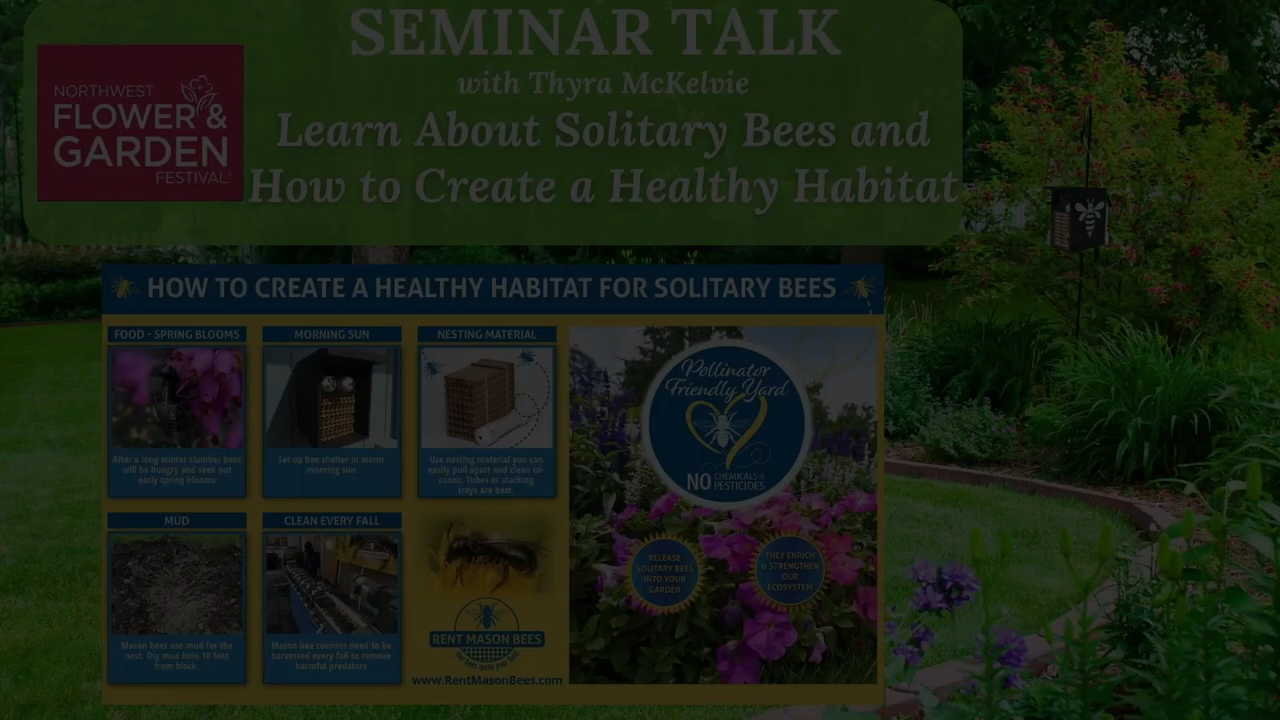 SEMINAR TALK
with Thyra McKelvie
Learn About Solitary Bees and
How to Create a Healthy Habitat
NORTHWEST
FLOWER &
GARDEN
FESTIVAL
HOW TO CREATE A HEALTHY HABITAT FOR SOLITARY BEES
FOOD - SPRING BLOOMS
After a long winter slumber bees
will be hungry and seek out
early spring blooms
MORNING SUN
Set up bee shelter in warm
morning sun
NESTING MATERIAL
Use nesting material you can
easily pull apart and clean co-
coons. Tubes or stacking
trays are best.
MUD
Mason bees use mud for the
nest. Dig mud hole 10 feet
from block.
CLEAN EVERY FALL
Mason bee cocoons need to be
harvested every fall to remove
harmful predators
RENT MASON BEES
www.RentMasonBees.com
Pollinator
Friendly Yard
NO CHEMICALS or
PESTICIDES
RELEASE
SOLITARY BEES
INTO YOUR
GARDEN
THEY ENRICH
& STRENGTHEN
OUR
ECOSYSTEM